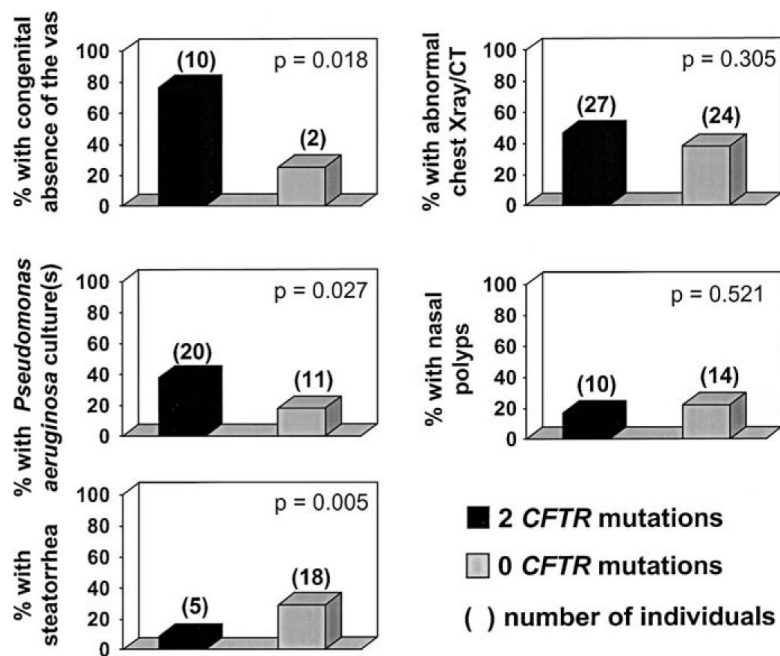 % with congenital
absence of the vas
100
80
60
40
20
0
(10)
(2)
p = 0.018
% with abnormal
chest Xray/CT
100
80
60
40
20
0
(27)
(24)
p = 0.305
% with Pseudomonas
aeruginosa culture(s)
100
80
60
40
20
0
(20)
(11)
p = 0.027
% with nasal
polyps
100
80
60
40
20
0
(10)
(14)
p = 0.521
% with
steatorrhea
100
80
60
40
20
0
(5)
(18)
p = 0.005
2 CFTR mutations
0 CFTR mutations
( ) number of individuals